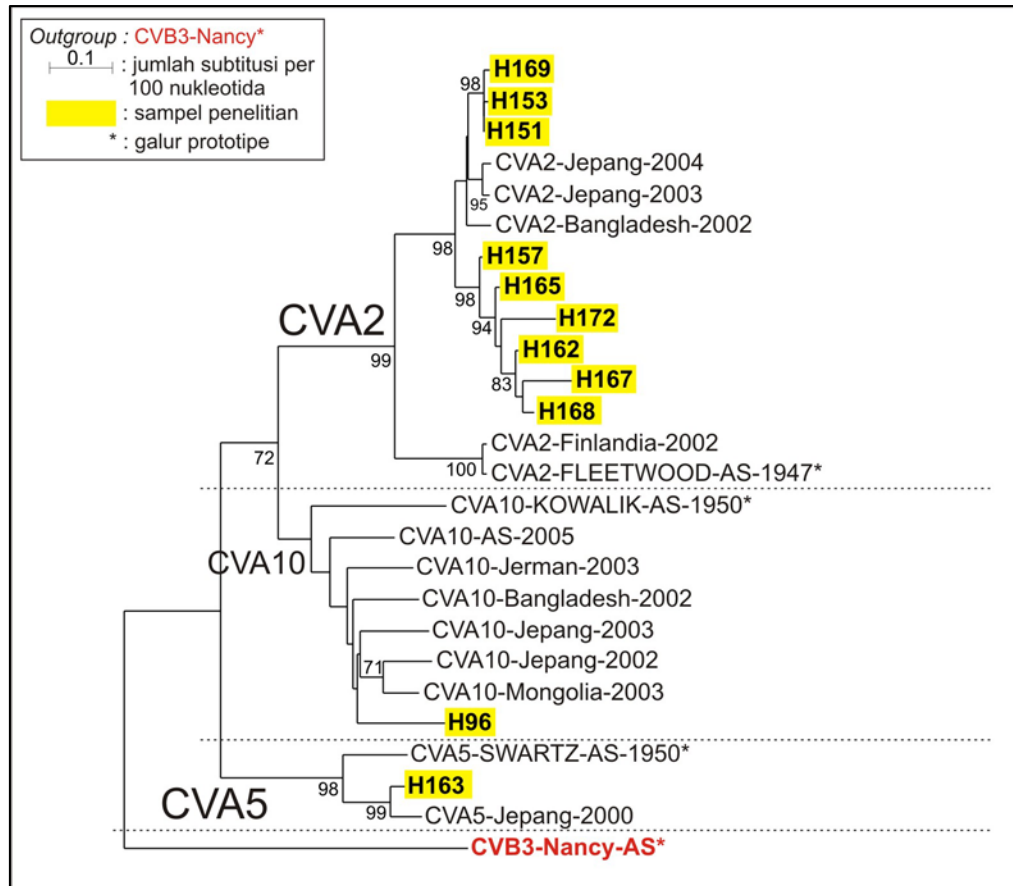 Outgroup : CVB3-Nancy*
0.1 : jumlah subtitusi per
100 nukleotida
: sampel penelitian
* : galur prototipe
98
H169
H153
H151
CVA2-Jepang-2004
CVA2-Jepang-2003
95
CVA2-Bangladesh-2002
98
H157
98
H165
CVA2
94
H172
99
H162
83
H167
H168
CVA2-Finlandia-2002
72
100
CVA2-FLEETWOOD-AS-1947*
CVA10-KOWALIK-AS-1950*
CVA10-AS-2005
CVA10
CVA10-Jerman-2003
CVA10-Bangladesh-2002
CVA10-Jepang-2003
71
CVA10-Jepang-2002
CVA10-Mongolia-2003
H96
CVA5-SWARTZ-AS-1950*
98
H163
CVA5
99
CVA5-Jepang-2000
CVB3-Nancy-AS*